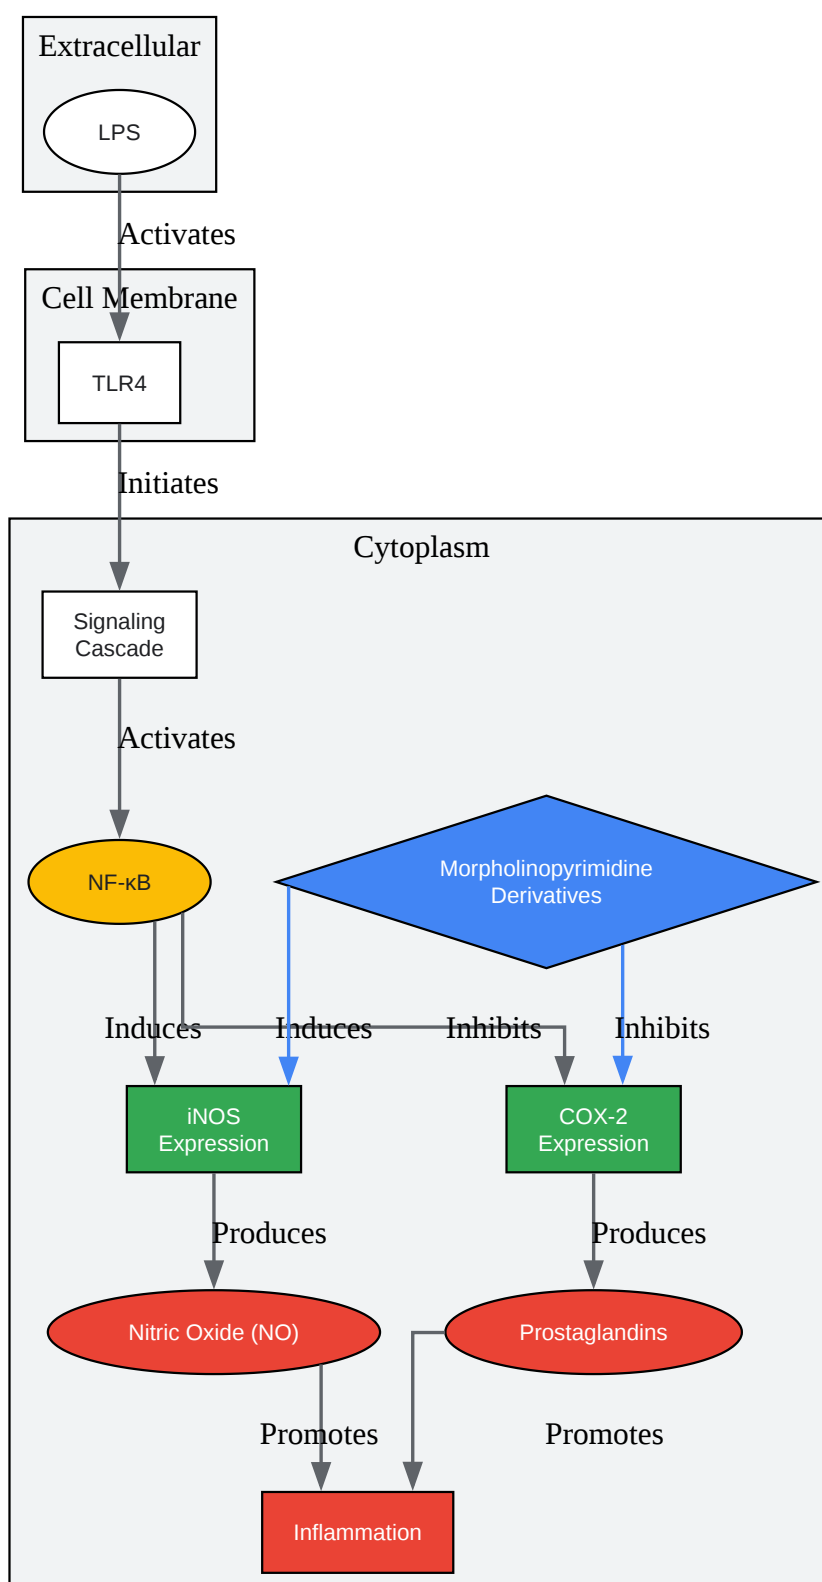 Extracellular
LPS
Activates
Cell Membrane
TLR4
Initiates
Cytoplasm
Signaling
Cascade
Activates
NF-κB
Morpholinopyrimidine
Derivatives
Induces
Induces
Inhibits
Inhibits
iNOS
Expression
COX-2
Expression
Produces
Produces
Nitric Oxide (NO)
Prostaglandins
Promotes
Promotes
Inflammation